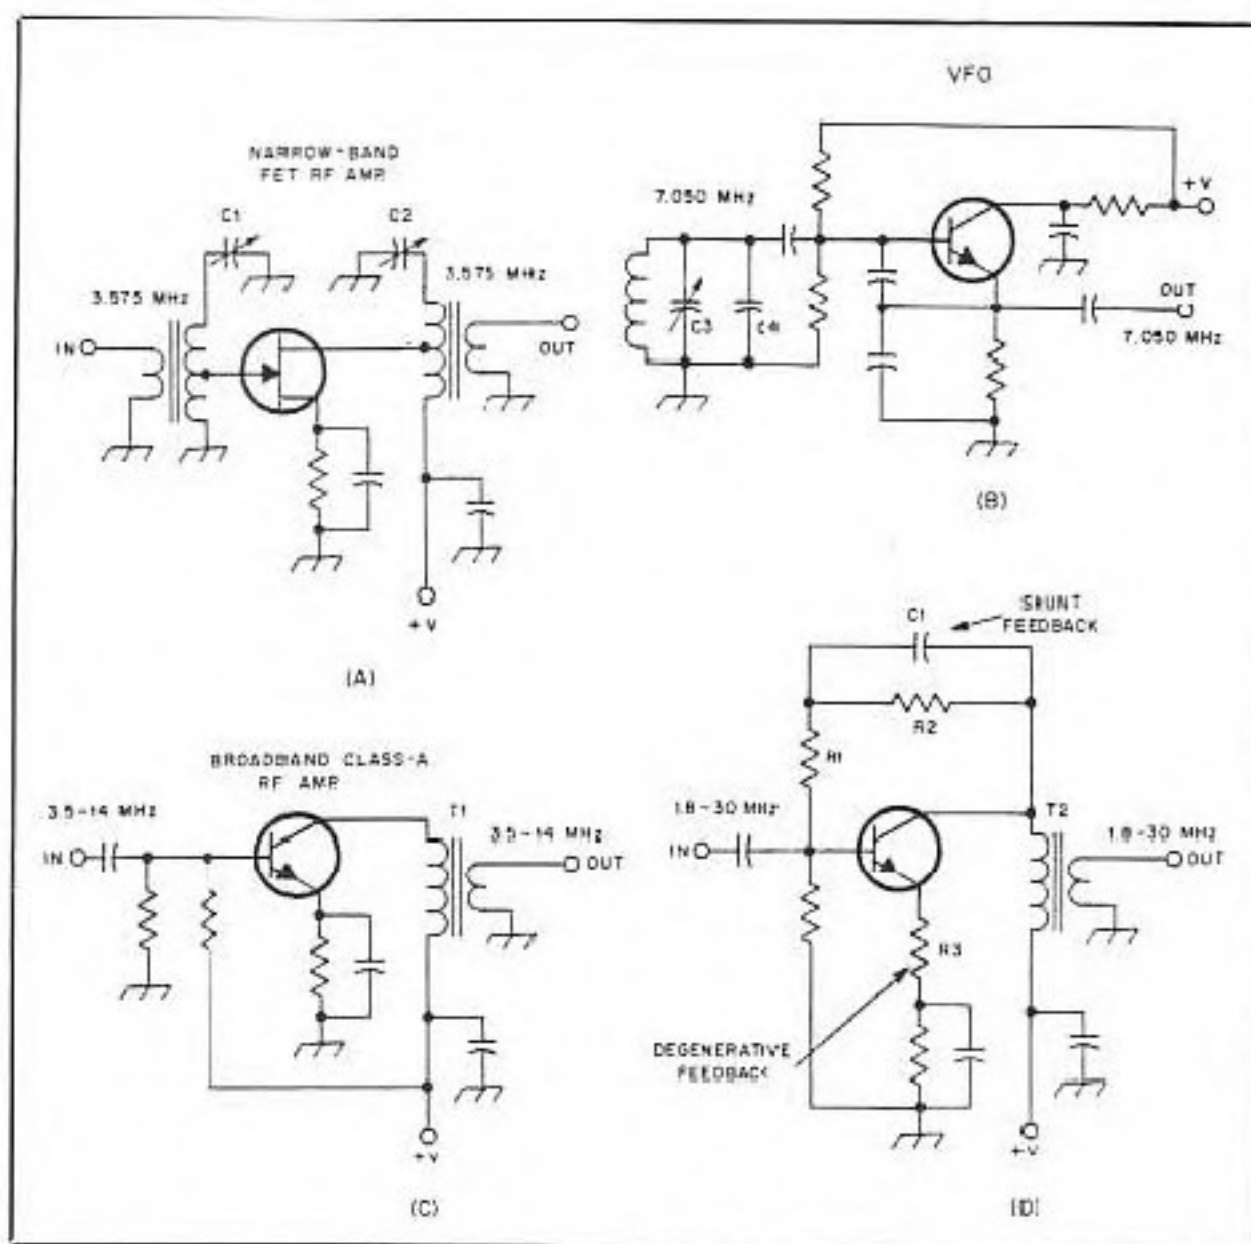 NARROW-BAND
FET RF AMP.
C1
C2
3.575 MHz
3.575 MHz
IN
OUT
+V
(A)
VFO
7.050 MHz
+V
C3
C4
OUT
7.050 MHz
(B)
BROADBAND CLASS-A
RF AMP.
3.5-14 MHz
T1
3.5-14 MHz
IN
OUT
+V
(C)
C1
SHUNT
FEEDBACK
R2
R1
1.8-30 MHz
T2
1.8-30 MHz
IN
OUT
R3
DEGENERATIVE
FEEDBACK
+V
(D)